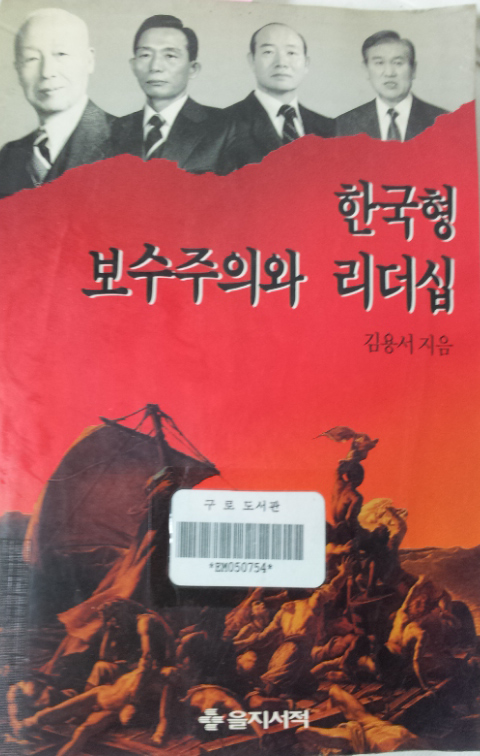 한국형
보수주의와 리더십
김용서 지음
구 로 도서관
*EM050754*
을지서적